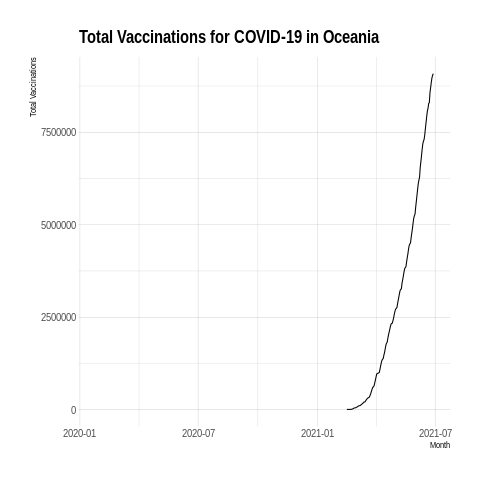 Total Vaccinations for COVID-19 in Oceania
Total Vaccinations
7500000
5000000
2500000
0
2020-01
2020-07
2021-01
2021-07
Month